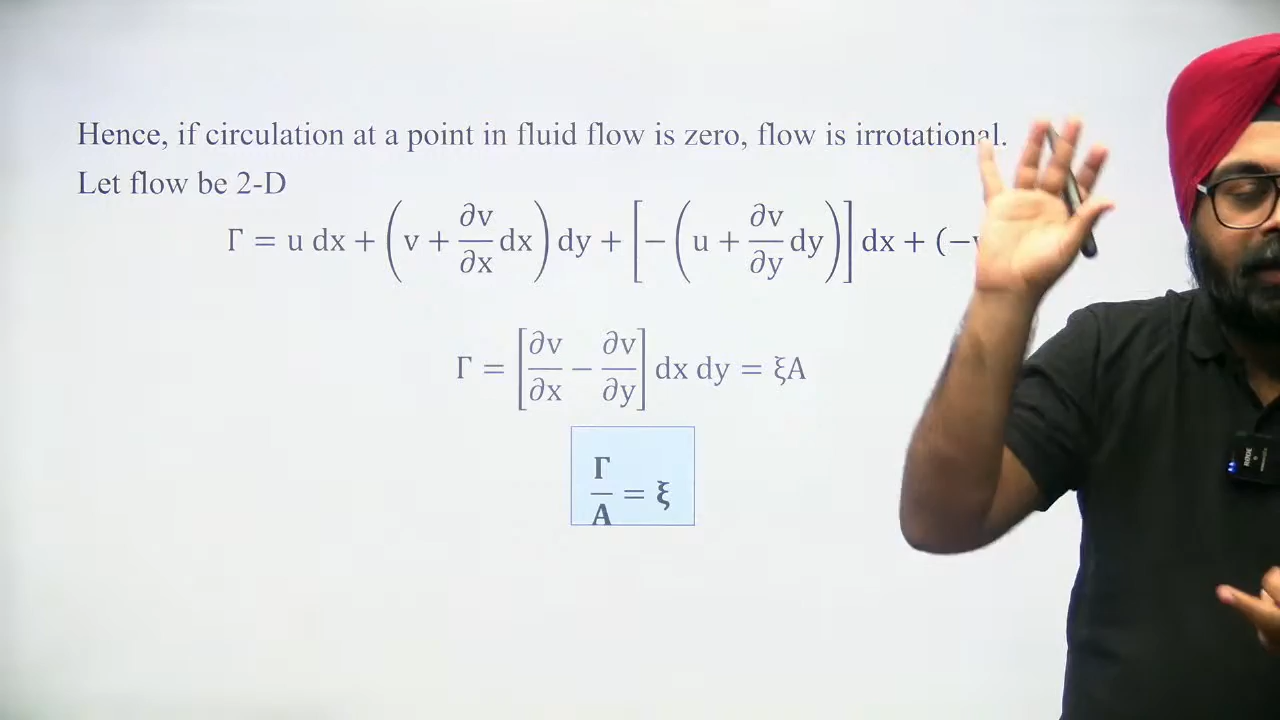 Hence, if circulation at a point in fluid flow is zero, flow is irrotational.
Let flow be 2-D
Γ = u dx + (v + ∂v/∂x dx) dy + [−(u + ∂v/∂y dy)] dx + (−v
Γ = [∂v/∂x − ∂v/∂y] dx dy = ξA
Γ/A = ξ